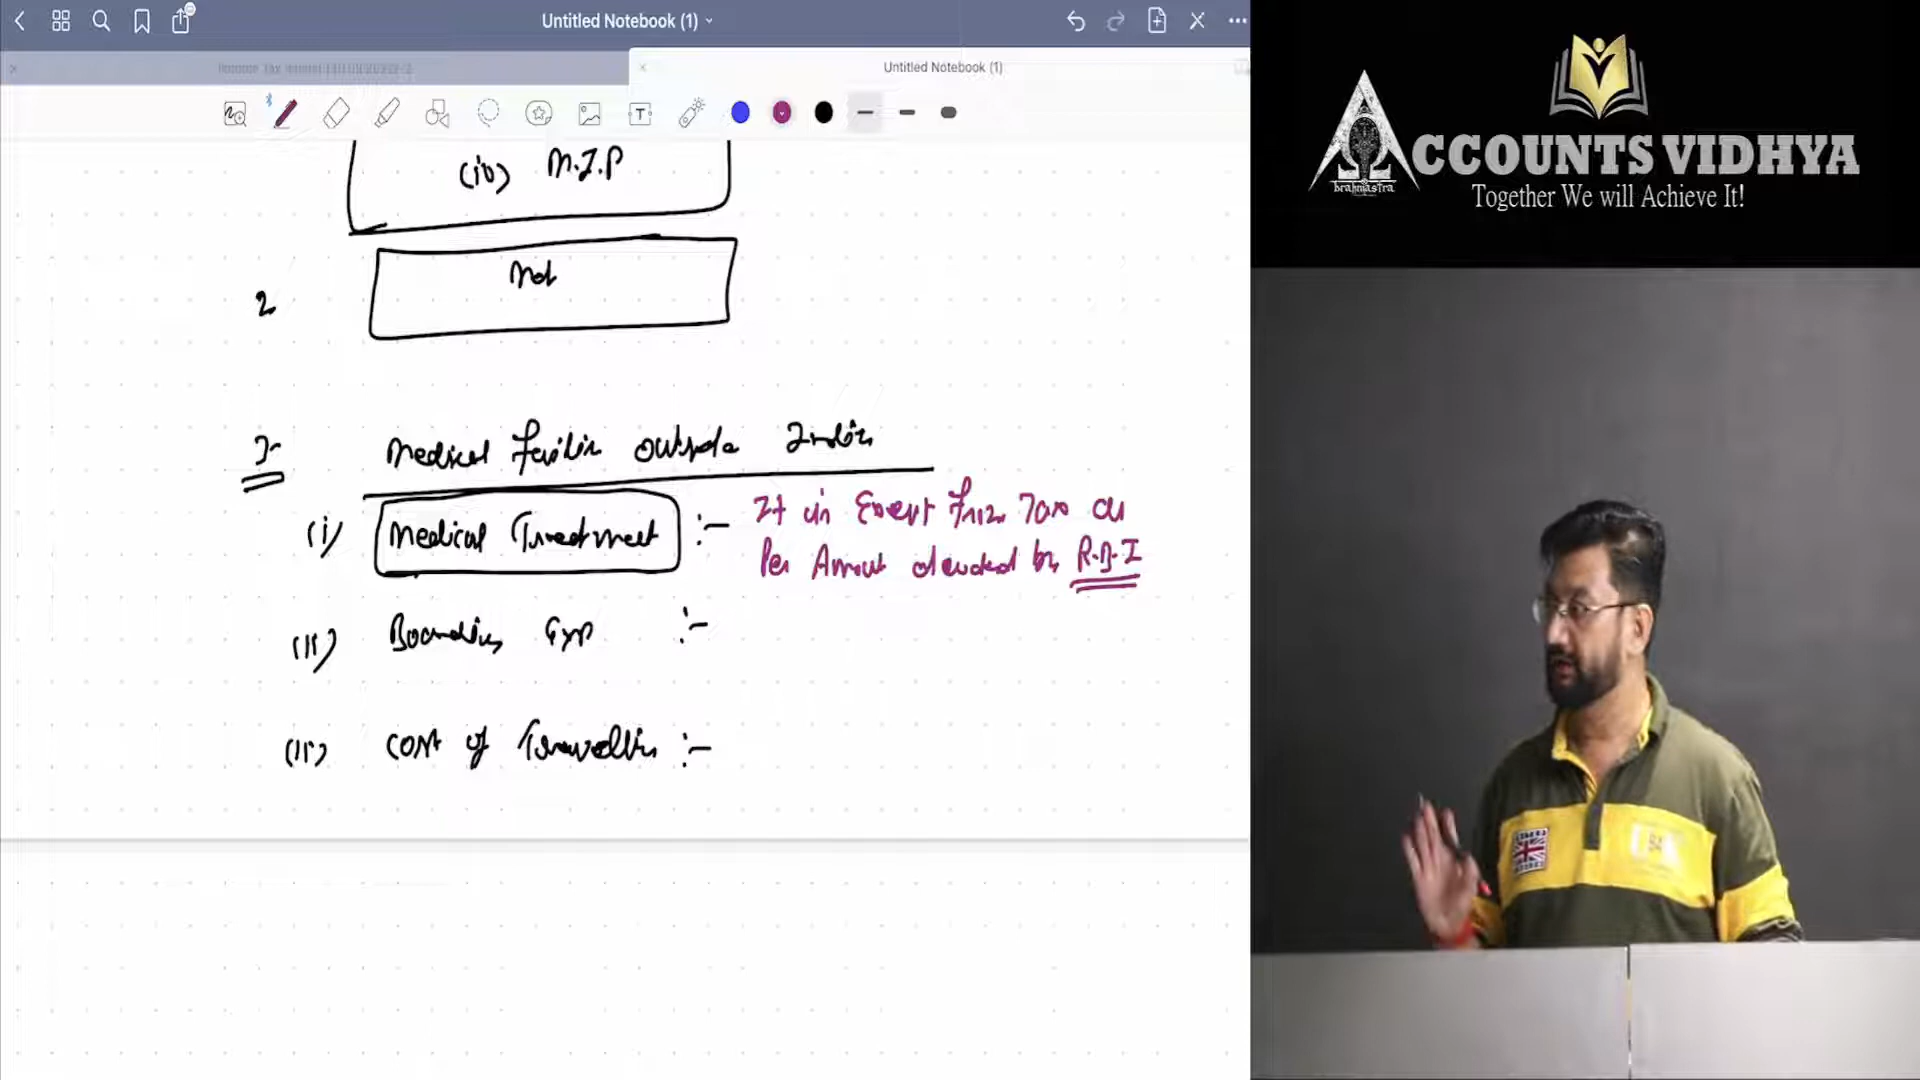 Untitled Notebook (1)
Untitled Notebook (1)
T
(iv) M.I.P
2 Not
3- Medical Facilities outside India
(i) Medical Treatment :- It is Exempt from Tax as
Per Amount decided by R.B.I
(ii) Boarding Exp :-
(iii) Cost of Travelling :-
ACCOUNTS VIDHYA
brahmastra
Together We will Achieve It!